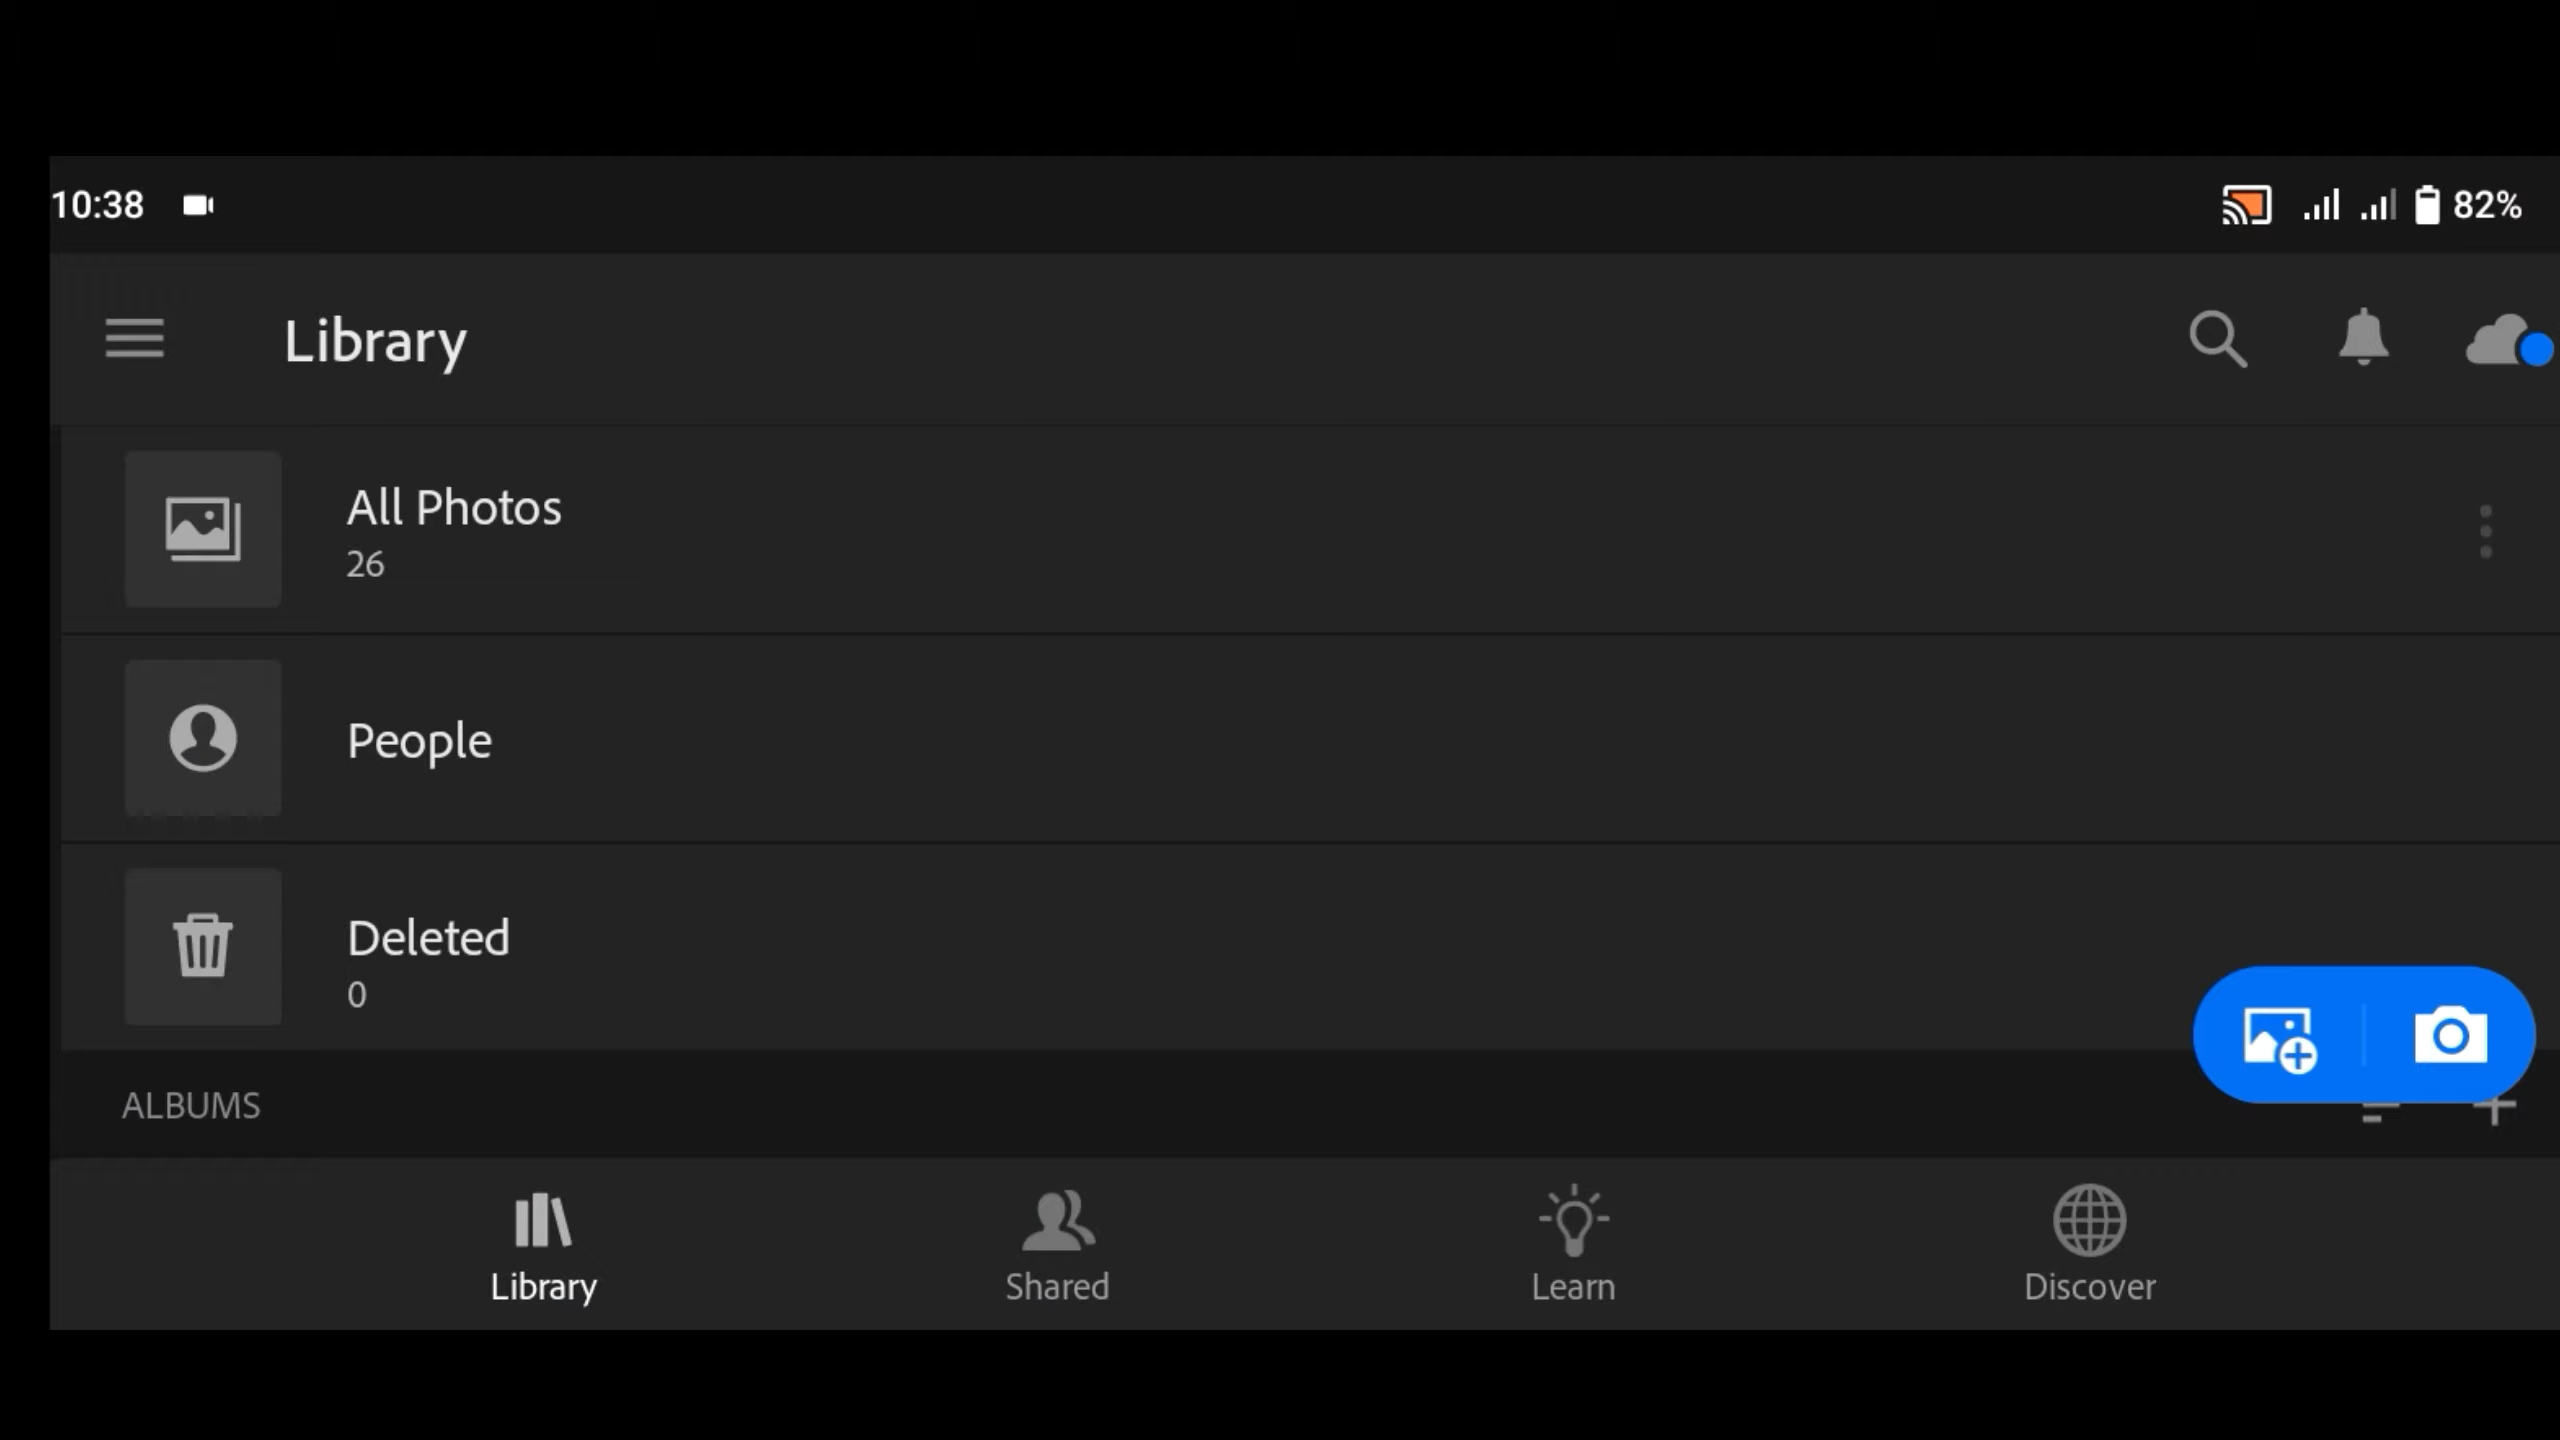 10:38
82%
Library
All Photos
26
People
Deleted
0
ALBUMS
Library
Shared
Learn
Discover